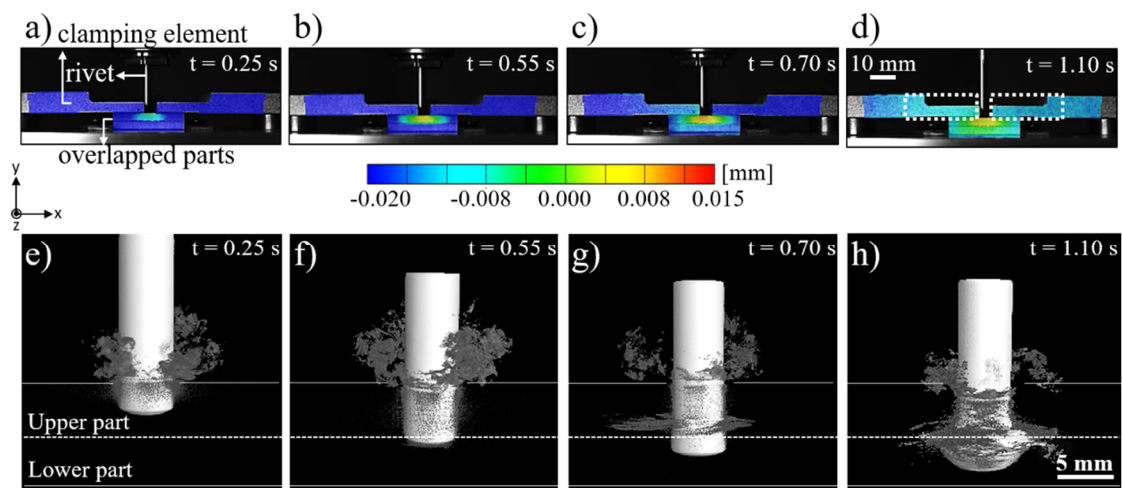 a)
clamping element
rivet
t = 0.25 s
overlapped parts
b)
t = 0.55 s
c)
t = 0.70 s
d)
t = 1.10 s
10 mm
[mm]
-0.020 -0.008 0.000 0.008 0.015
y
z
x
e)
t = 0.25 s
Upper part
Lower part
f)
t = 0.55 s
g)
t = 0.70 s
h)
t = 1.10 s
5 mm